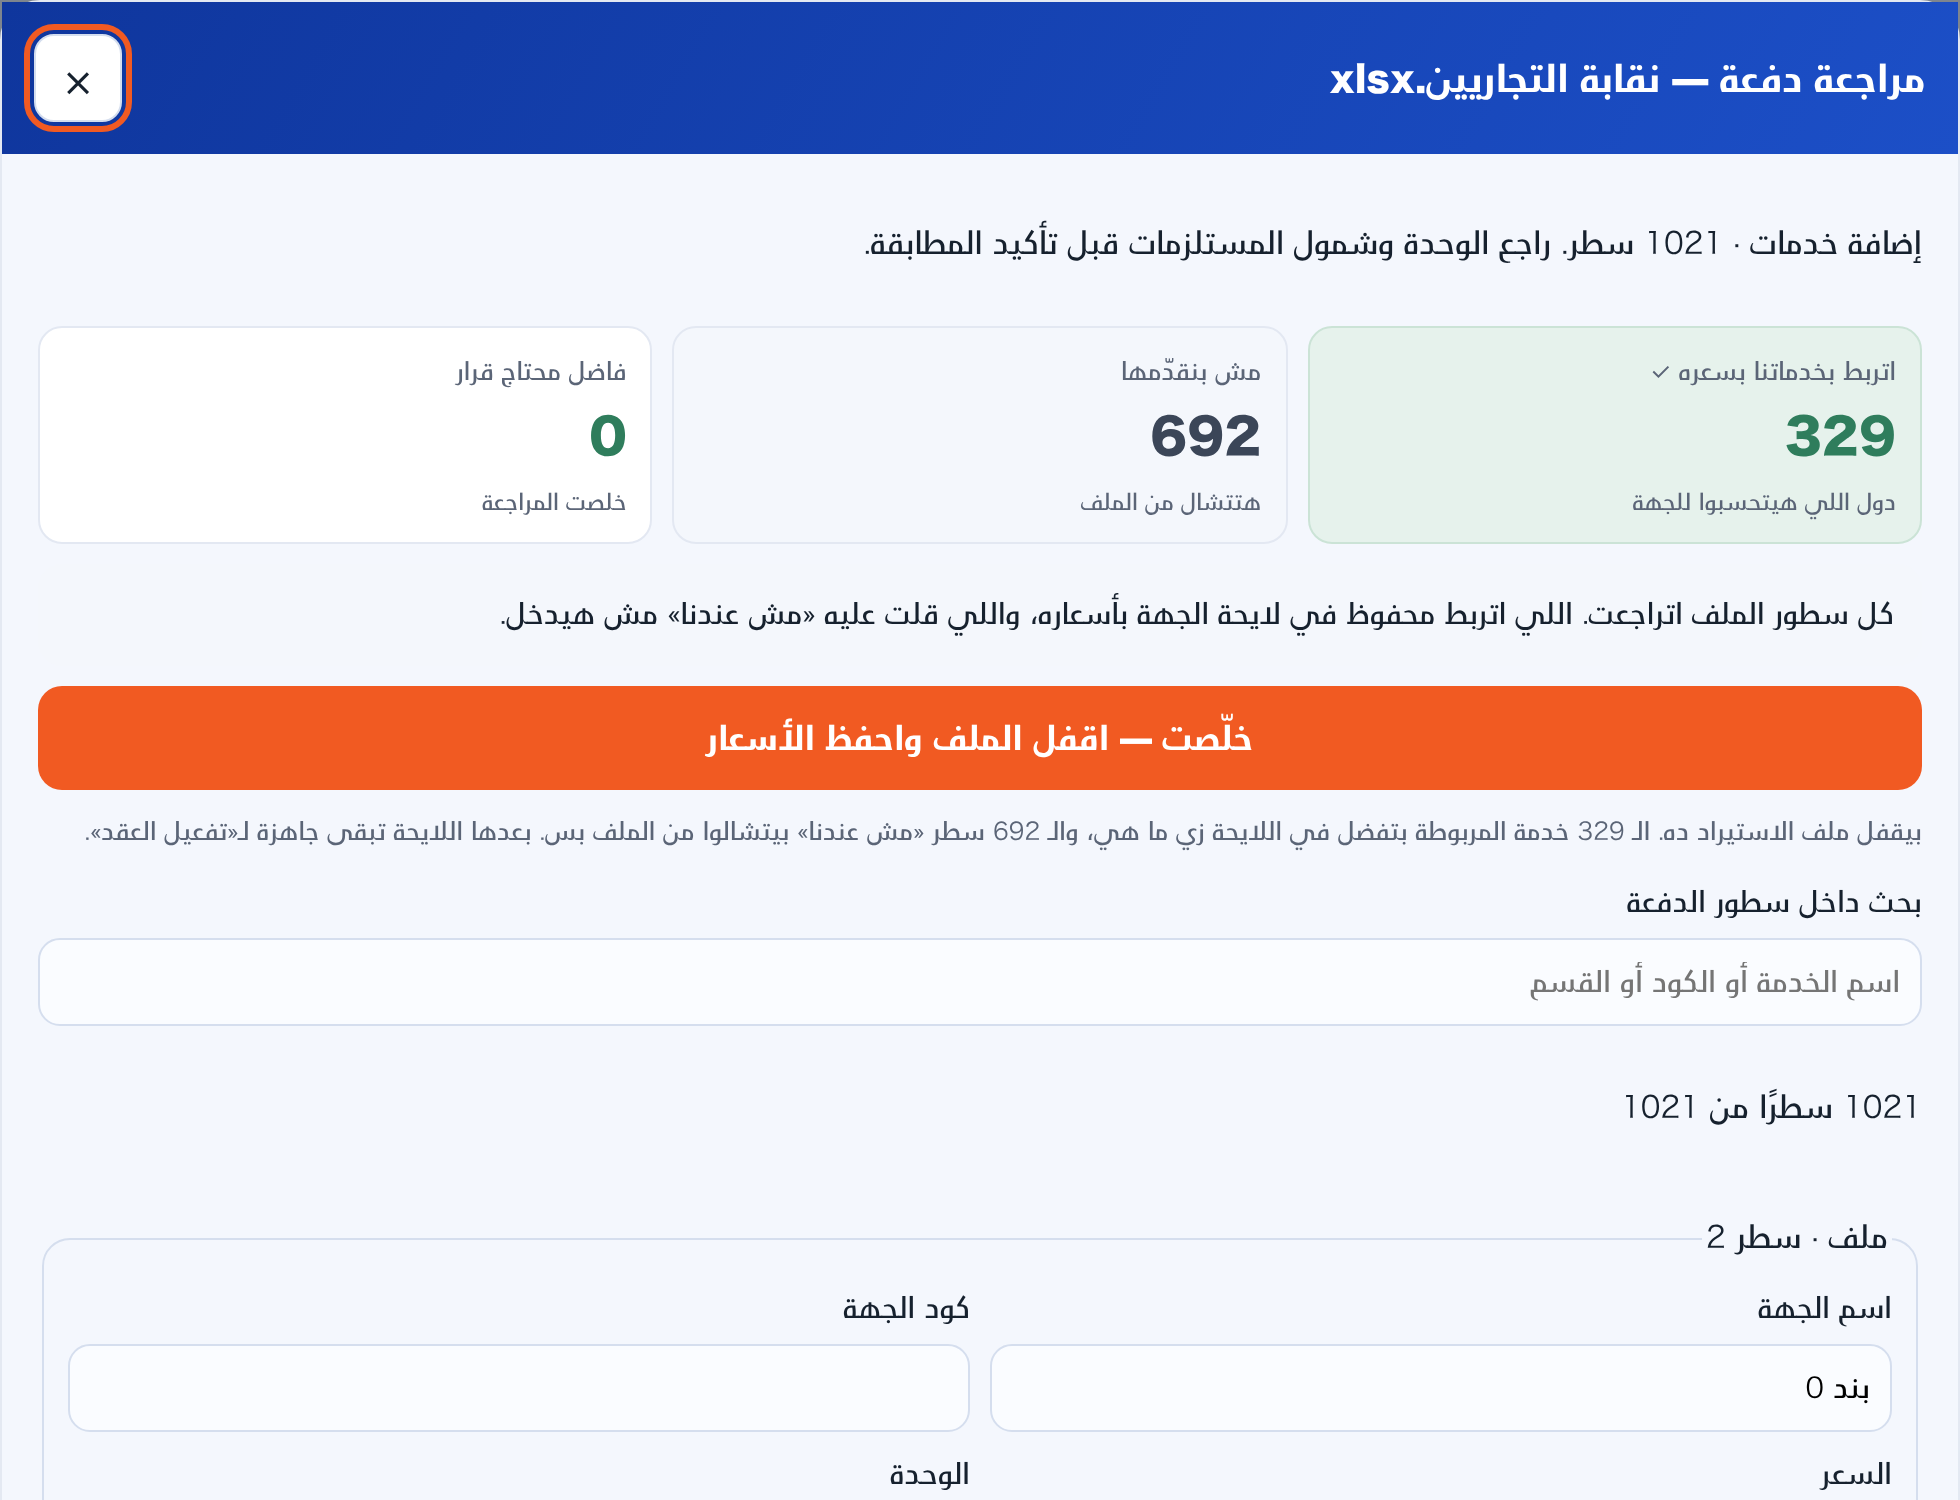 مراجعة دفعة — نقابة التجاريين.xlsx
×
إضافة خدمات · 1021 سطر. راجع الوحدة وشمول المستلزمات قبل تأكيد المطابقة.
اتربط بخدماتنا بسعره ✓
329
دول اللي هيتحسبوا للجهة
مش بنقدّمها
692
هتتشال من الملف
فاضل محتاج قرار
0
خلصت المراجعة
كل سطور الملف اتراجعت. اللي اتربط محفوظ في لايحة الجهة بأسعاره، واللي قلت عليه «مش عندنا» مش هيدخل.
خلّصت — اقفل الملف واحفظ الأسعار
بيقفل ملف الاستيراد ده. الـ 329 خدمة المربوطة بتفضل في اللايحة زي ما هي، والـ 692 سطر «مش عندنا» بيتشالوا من الملف بس. بعدها اللايحة تبقى جاهزة لـ«تفعيل العقد».
بحث داخل سطور الدفعة
اسم الخدمة أو الكود أو القسم
1021 سطرًا من 1021
ملف · سطر 2
اسم الجهة
كود الجهة
بند 0
السعر
الوحدة